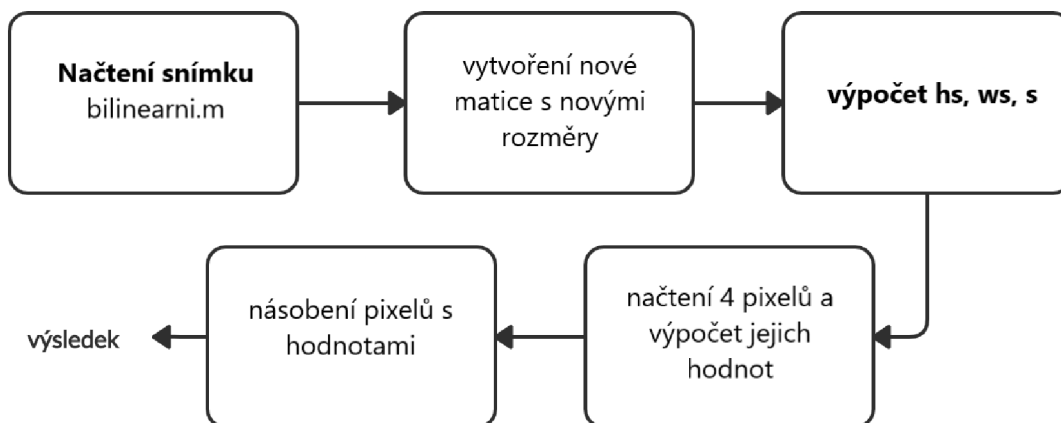 Načtení snímku
bilinearni.m
vytvoření nové
matice s novými
rozměry
výpočet hs, ws, s
načtení 4 pixelů a
výpočet jejich
hodnot
násobení pixelů s
hodnotami
výsledek